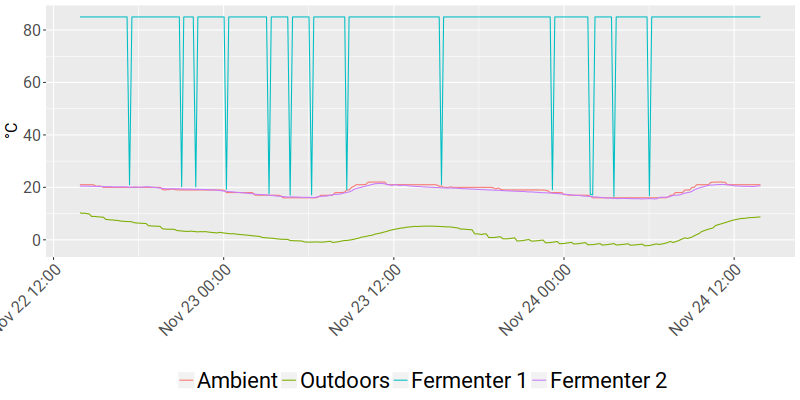 80
60
40
20
0
°C
Nov 22 12:00
Nov 23 00:00
Nov 23 12:00
Nov 24 00:00
Nov 24 12:00
Ambient Outdoors Fermenter 1 Fermenter 2